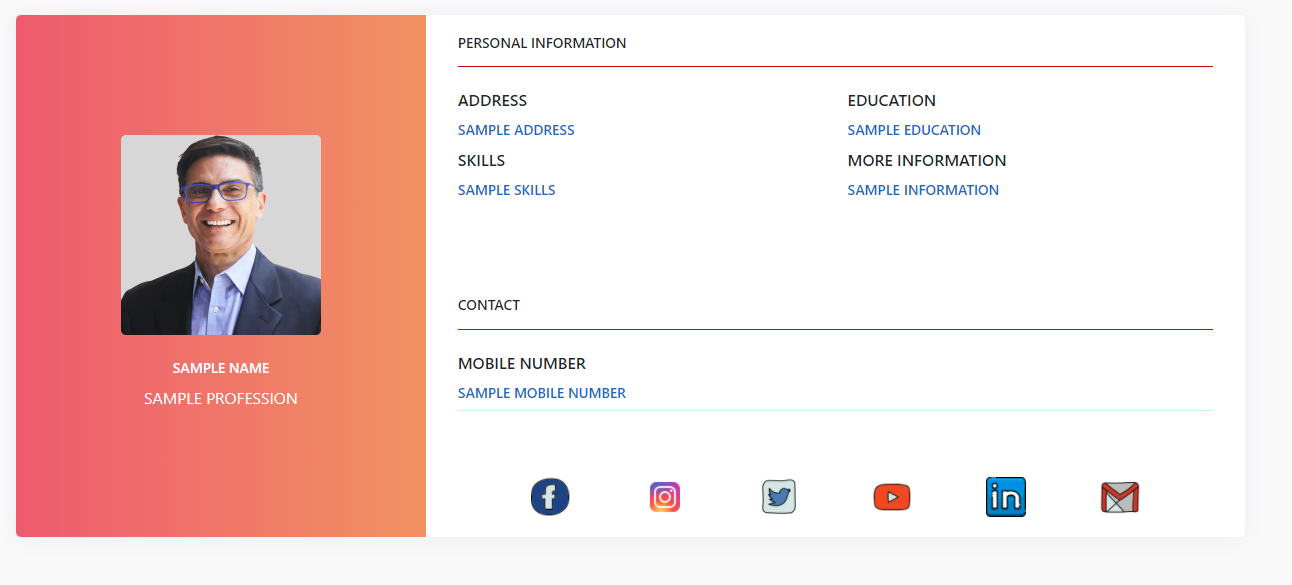 SAMPLE NAME
SAMPLE PROFESSION
PERSONAL INFORMATION
ADDRESS
SAMPLE ADDRESS
EDUCATION
SAMPLE EDUCATION
SKILLS
SAMPLE SKILLS
MORE INFORMATION
SAMPLE INFORMATION
CONTACT
MOBILE NUMBER
SAMPLE MOBILE NUMBER
f
in